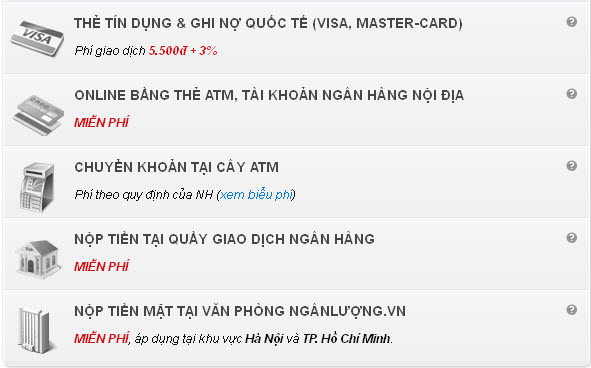 THẺ TÍN DỤNG & GHI NỢ QUỐC TẾ (VISA, MASTER-CARD)
Phí giao dịch 5.500đ + 3%
ONLINE BẰNG THẺ ATM, TÀI KHOẢN NGÂN HÀNG NỘI ĐỊA
MIỄN PHÍ
CHUYỂN KHOẢN TẠI CÂY ATM
Phí theo quy định của NH (xem biểu phí)
NỘP TIỀN TẠI QUẦY GIAO DỊCH NGÂN HÀNG
MIỄN PHÍ
NỘP TIỀN MẶT TẠI VĂN PHÒNG NGÂNLƯỢNG.VN
MIỄN PHÍ, áp dụng tại khu vực Hà Nội và TP. Hồ Chí Minh.